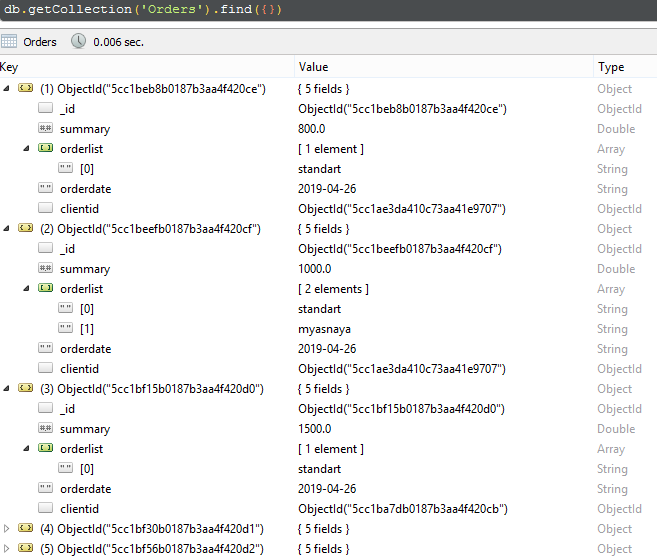 db.getCollection('Orders').find({})
Orders 0.006 sec.
Key Value Type
(1) ObjectId("5cc1beb8b0187b3aa4f420ce") { 5 fields } Object
_id ObjectId("5cc1beb8b0187b3aa4f420ce") ObjectId
summary 800.0 Double
orderlist [ 1 element ] Array
[0] standart String
orderdate 2019-04-26 String
clientid ObjectId("5cc1ae3da410c73aa41e9707") ObjectId
(2) ObjectId("5cc1beefb0187b3aa4f420cf") { 5 fields } Object
_id ObjectId("5cc1beefb0187b3aa4f420cf") ObjectId
summary 1000.0 Double
orderlist [ 2 elements ] Array
[0] standart String
[1] myasnaya String
orderdate 2019-04-26 String
clientid ObjectId("5cc1ae3da410c73aa41e9707") ObjectId
(3) ObjectId("5cc1bf15b0187b3aa4f420d0") { 5 fields } Object
_id ObjectId("5cc1bf15b0187b3aa4f420d0") ObjectId
summary 1500.0 Double
orderlist [ 1 element ] Array
[0] standart String
orderdate 2019-04-26 String
clientid ObjectId("5cc1ba7db0187b3aa4f420cb") ObjectId
(4) ObjectId("5cc1bf30b0187b3aa4f420d1") { 5 fields } Object
(5) ObjectId("5cc1bf56b0187b3aa4f420d2") { 5 fields } Object